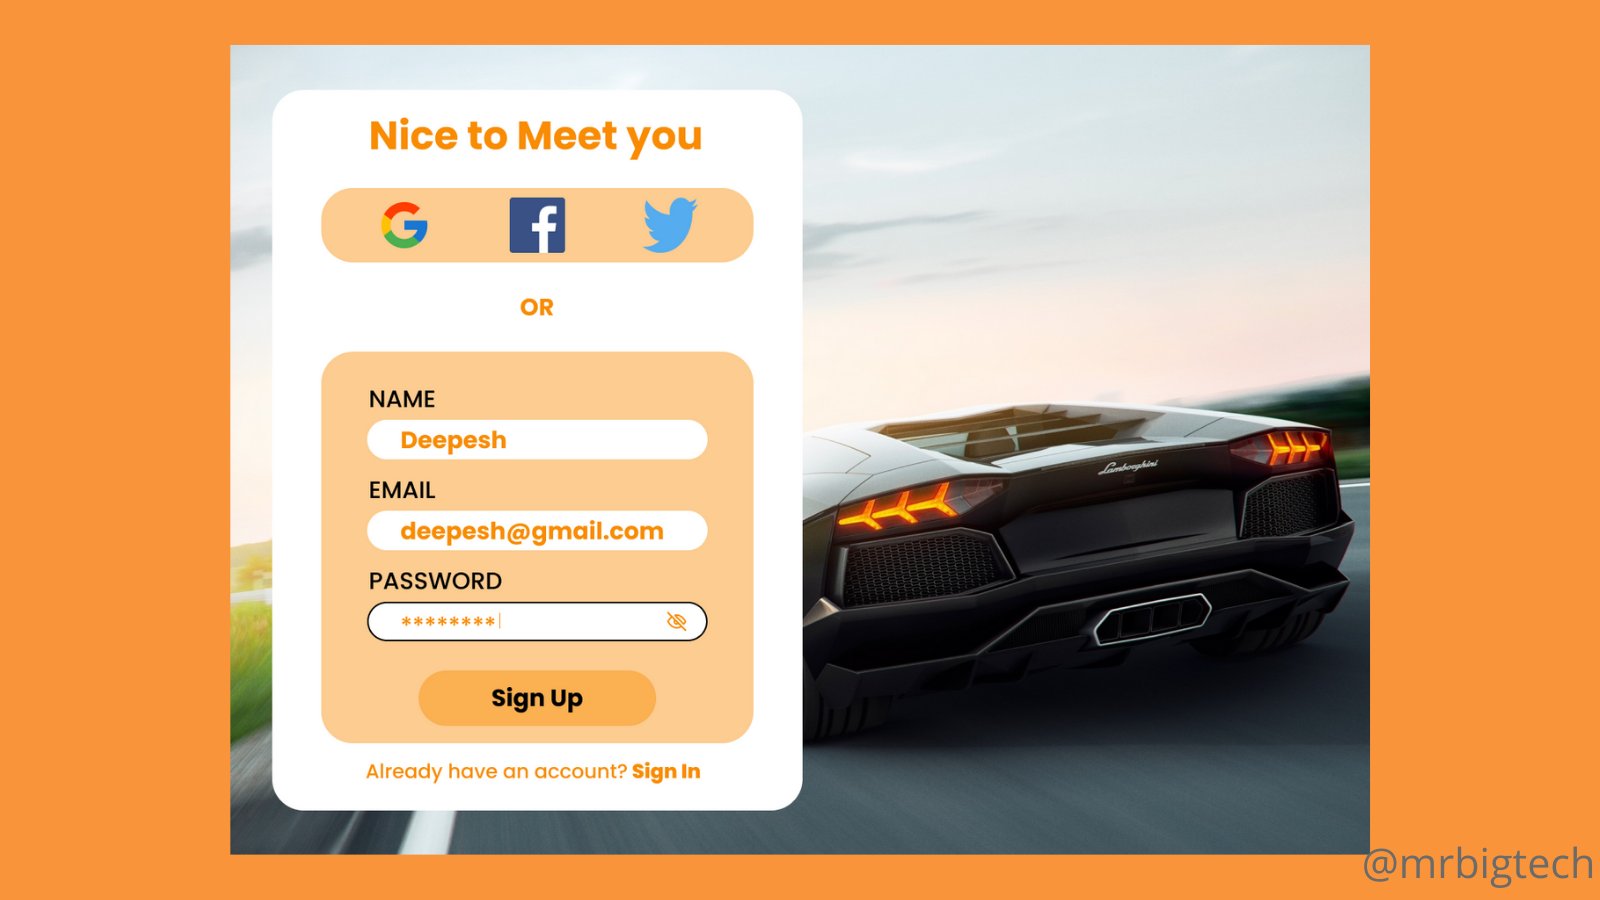 Nice to Meet you
OR
NAME
Deepesh
EMAIL
deepesh@gmail.com
PASSWORD
********
Sign Up
Already have an account? Sign In
Lamborghini
@mrbigtech